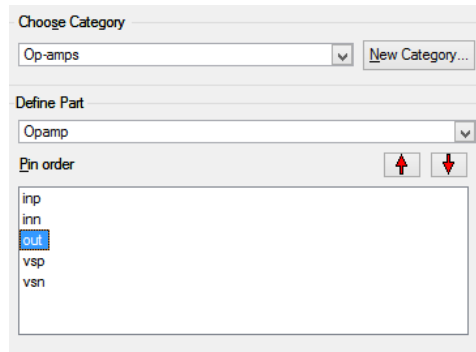 Choose Category
Op-amps
New Category...
Define Part
Opamp
Pin order
inp
inn
out
vsp
vsn